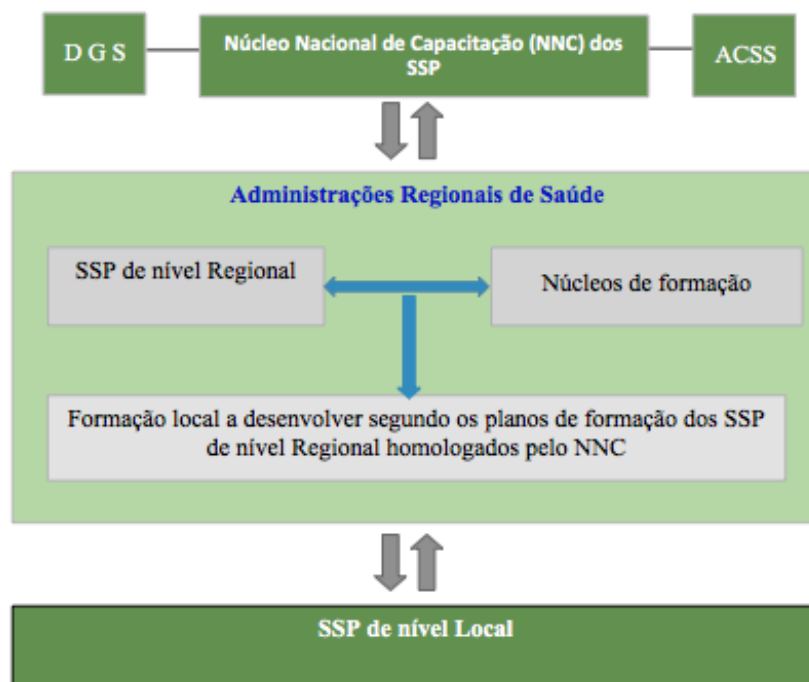 D G S
Núcleo Nacional de Capacitação (NNC) dos
SSP
ACSS
Administrações Regionais de Saúde
SSP de nível Regional
Núcleos de formação
Formação local a desenvolver segundo os planos de formação dos SSP
de nível Regional homologados pelo NNC
SSP de nível Local